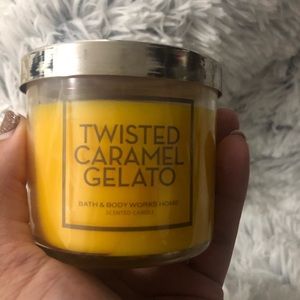 TWISTED
CARAMEL
GELATO
BATH & BODY WORKS HOME
SCENTED CANDLE